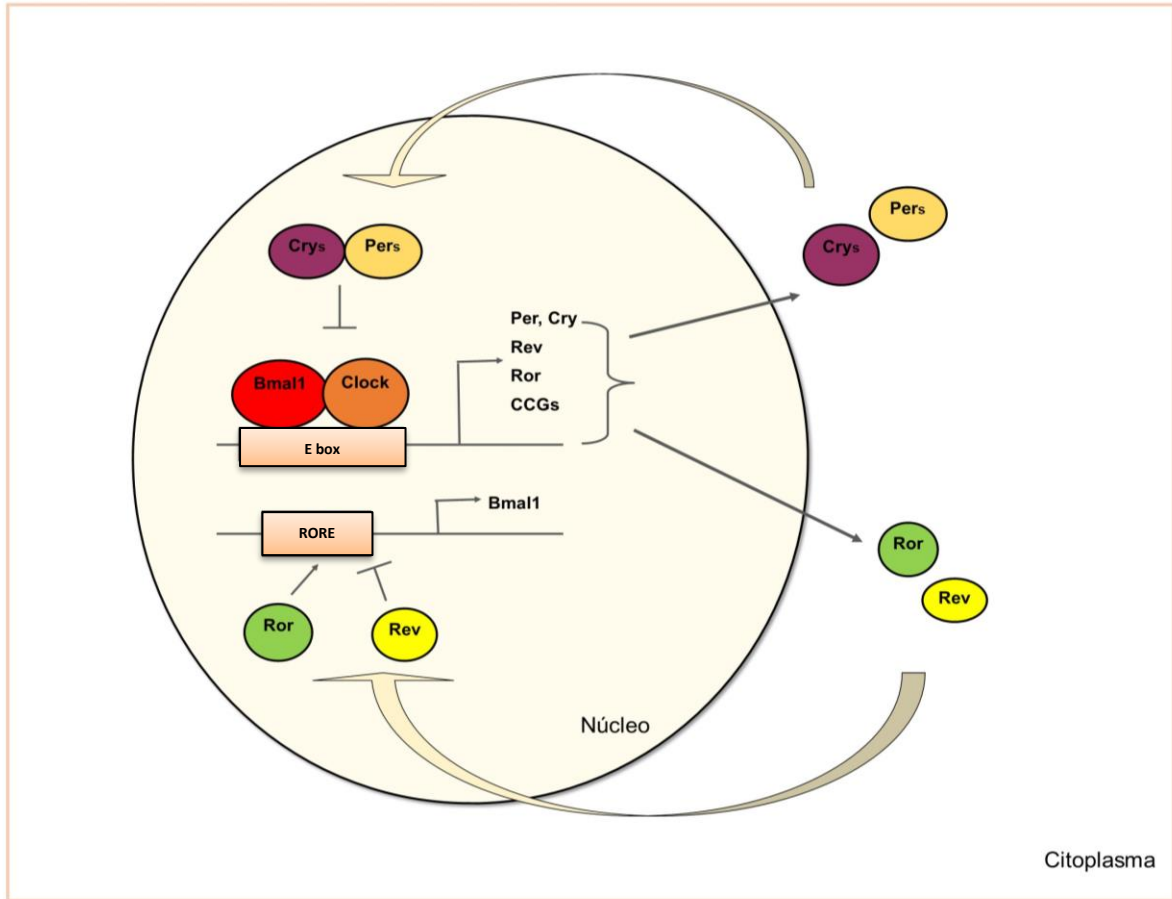 Pers
Crys
Crys
Pers
Per, Cry
Rev
Ror
CCGs
Bmal1
Clock
E box
Bmal1
RORE
Ror
Rev
Ror
Rev
Núcleo
Citoplasma